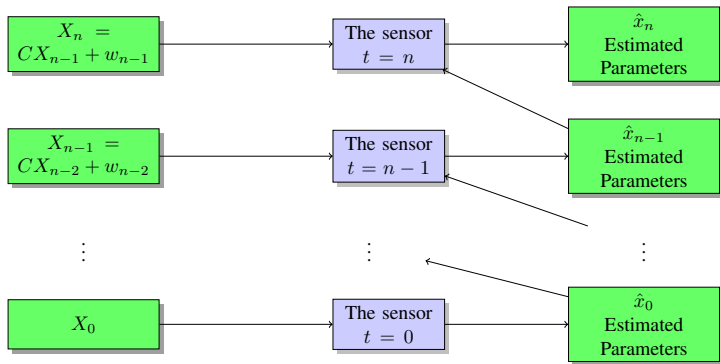 X_n =
CX_{n-1} + w_{n-1}
The sensor
t = n
x̂_n
Estimated
Parameters
X_{n-1} =
CX_{n-2} + w_{n-2}
The sensor
t = n − 1
x̂_{n-1}
Estimated
Parameters
⋮ ⋮ ⋮
X_0
The sensor
t = 0
x̂_0
Estimated
Parameters